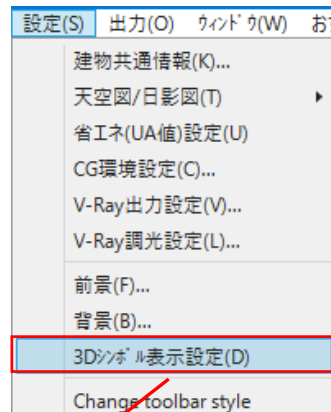 設定(S) 出力(O) ｳｨﾝﾄﾞｳ(W) お
建物共通情報(K)...
天空図/日影図(T)
省エネ(UA値)設定(U)
CG環境設定(C)...
V-Ray出力設定(V)...
V-Ray調光設定(L)...
前景(F)...
背景(B)...
3Dｼﾝﾎﾞﾙ表示設定(D)
Change toolbar style